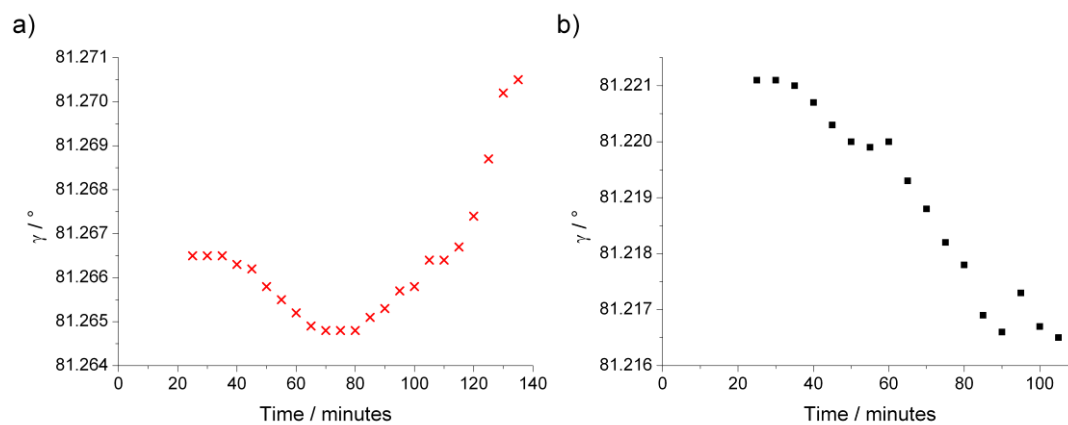 a)
81.271
81.270
81.269
81.268
81.267
81.266
81.265
81.264
γ / °
0 20 40 60 80 100 120 140
Time / minutes
b)
81.221
81.220
81.219
81.218
81.217
81.216
γ / °
0 20 40 60 80 100
Time / minutes